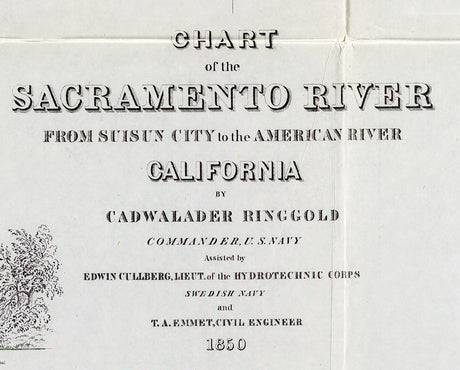 CHART
of the
SACRAMENTO RIVER
FROM SUISUN CITY to the AMERICAN RIVER
CALIFORNIA
BY
CADWALADER RINGGOLD
COMMANDER, U.S. NAVY
Assisted by
EDWIN CULLBERG, LIEUT. of the HYDROTECHNIC CORPS
SWEDISH NAVY
and
T. A. EMMET, CIVIL ENGINEER
1850